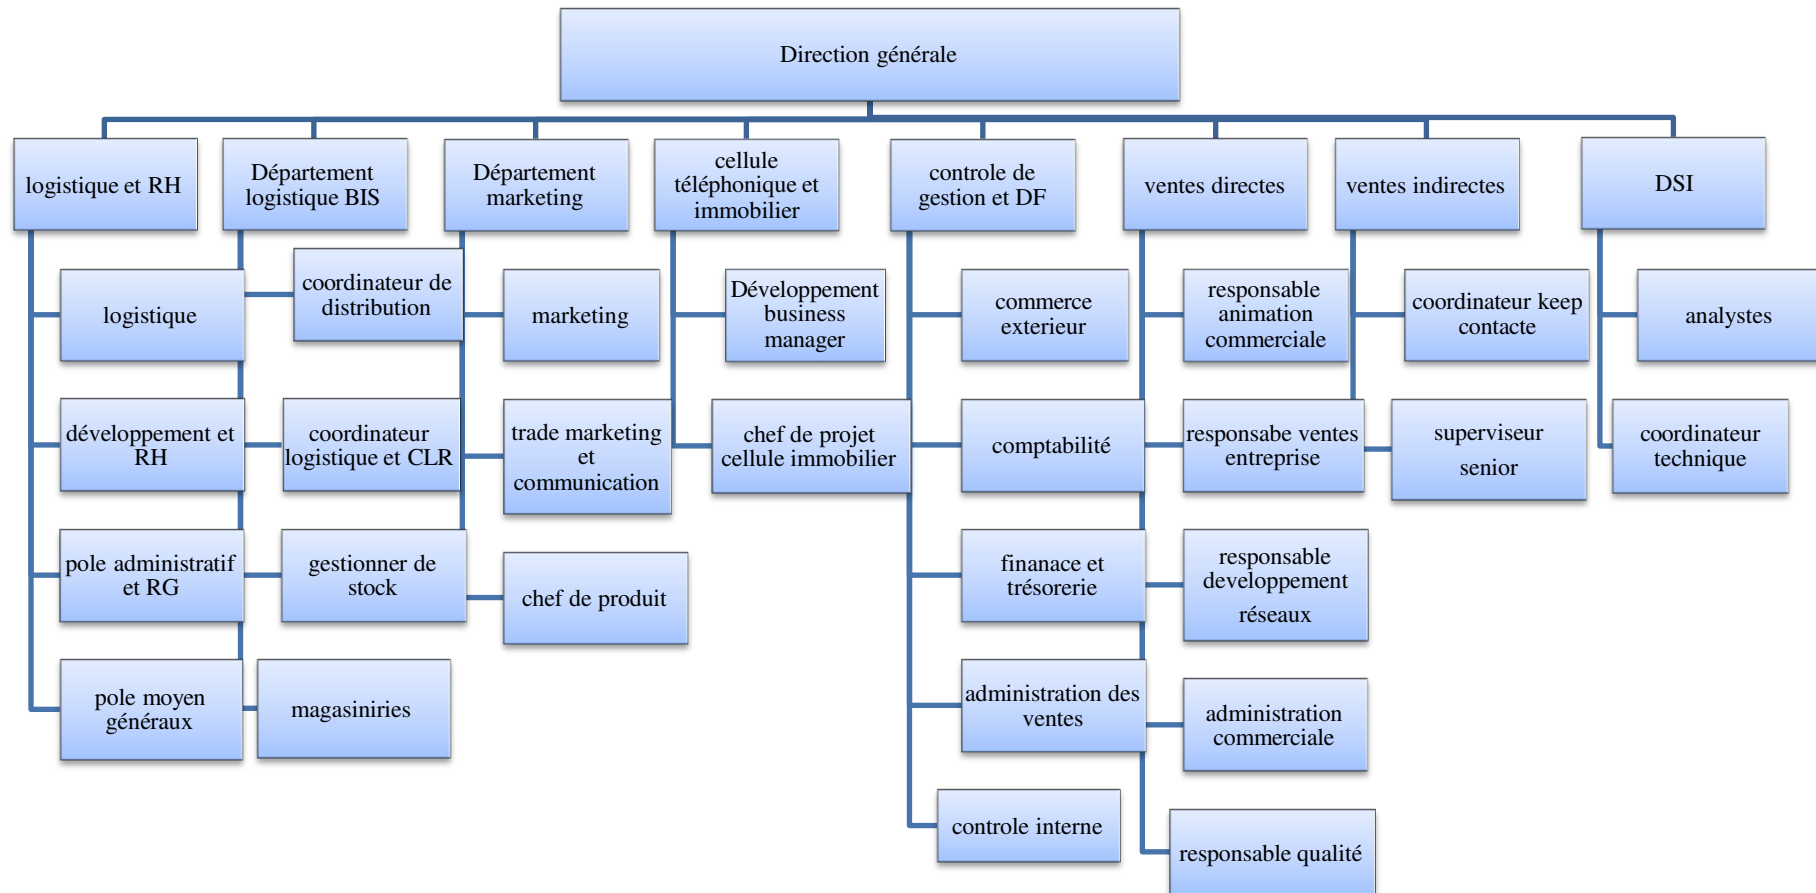 Direction générale
logistique et RH
Département
logistique BIS
Département
marketing
cellule
téléphonique et
immobilier
controle de
gestion et DF
ventes directes
ventes indirectes
DSI
logistique
développement et
RH
pole administratif
et RG
pole moyen
généraux
coordinateur de
distribution
coordinateur
logistique et CLR
gestionner de
stock
magasiniries
marketing
trade marketing
et
communication
chef de produit
Développement
business
manager
chef de projet
cellule immobilier
commerce
exterieur
comptabilité
finanace et
trésorerie
administration des
ventes
controle interne
responsable
animation
commerciale
responsabe ventes
entreprise
responsable
developpement
réseaux
administration
commerciale
responsable qualité
coordinateur keep
contacte
superviseur
senior
analystes
coordinateur
technique